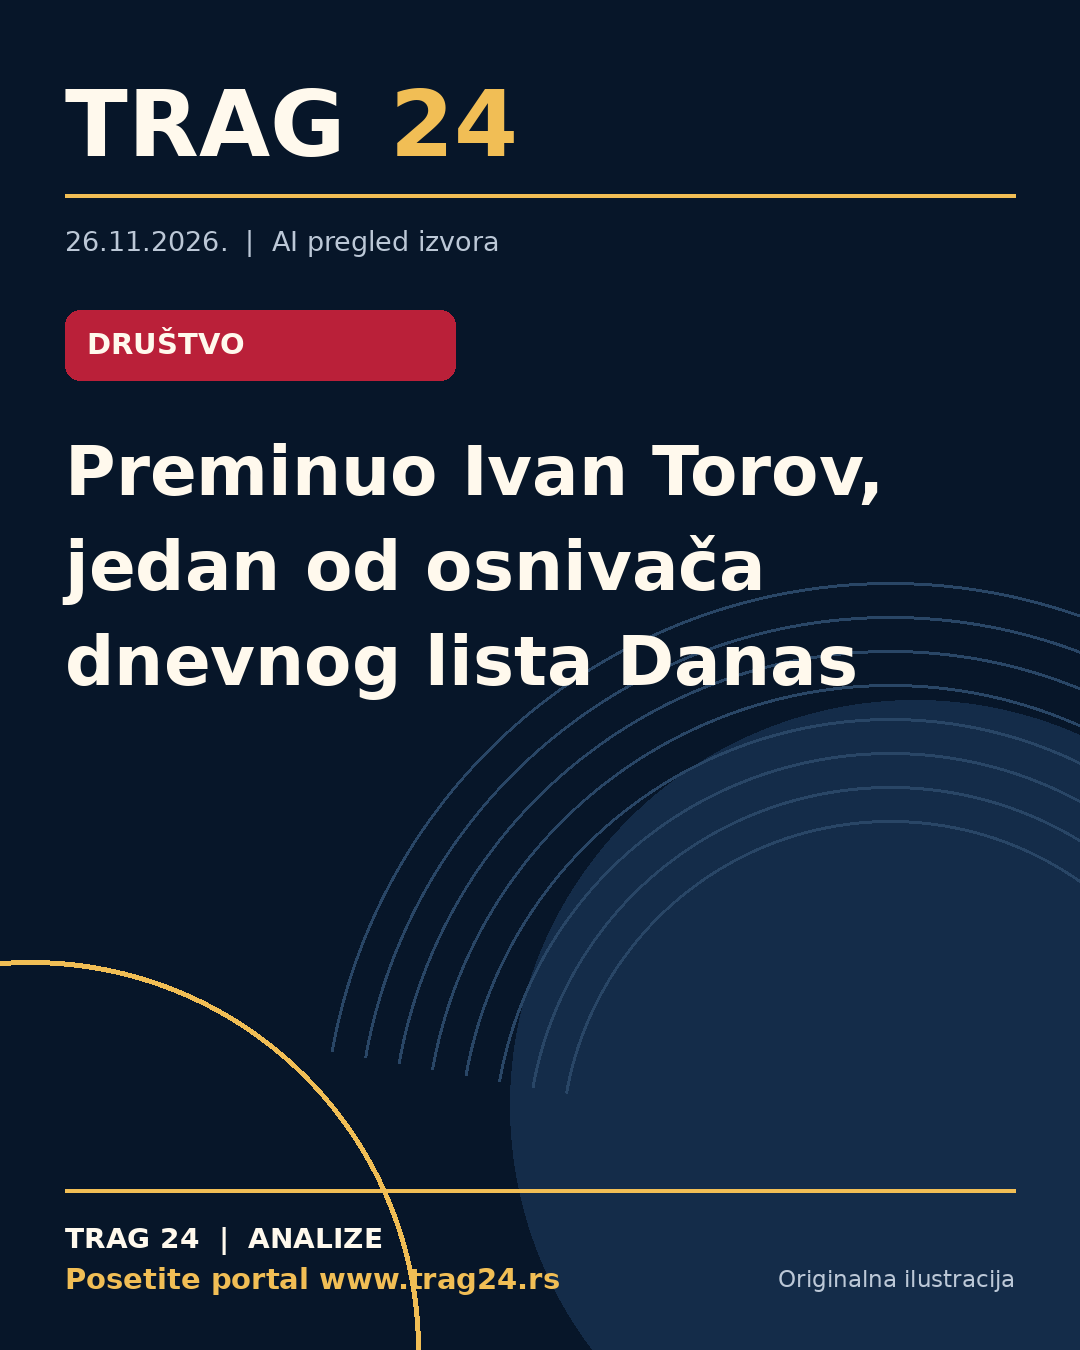 TRAG 24
26.11.2026. | AI pregled izvora
DRUŠTVO
Preminuo Ivan Torov,
jedan od osnivača
dnevnog lista Danas
TRAG 24 | ANALIZE
Posetite portal www.trag24.rs
Originalna ilustracija